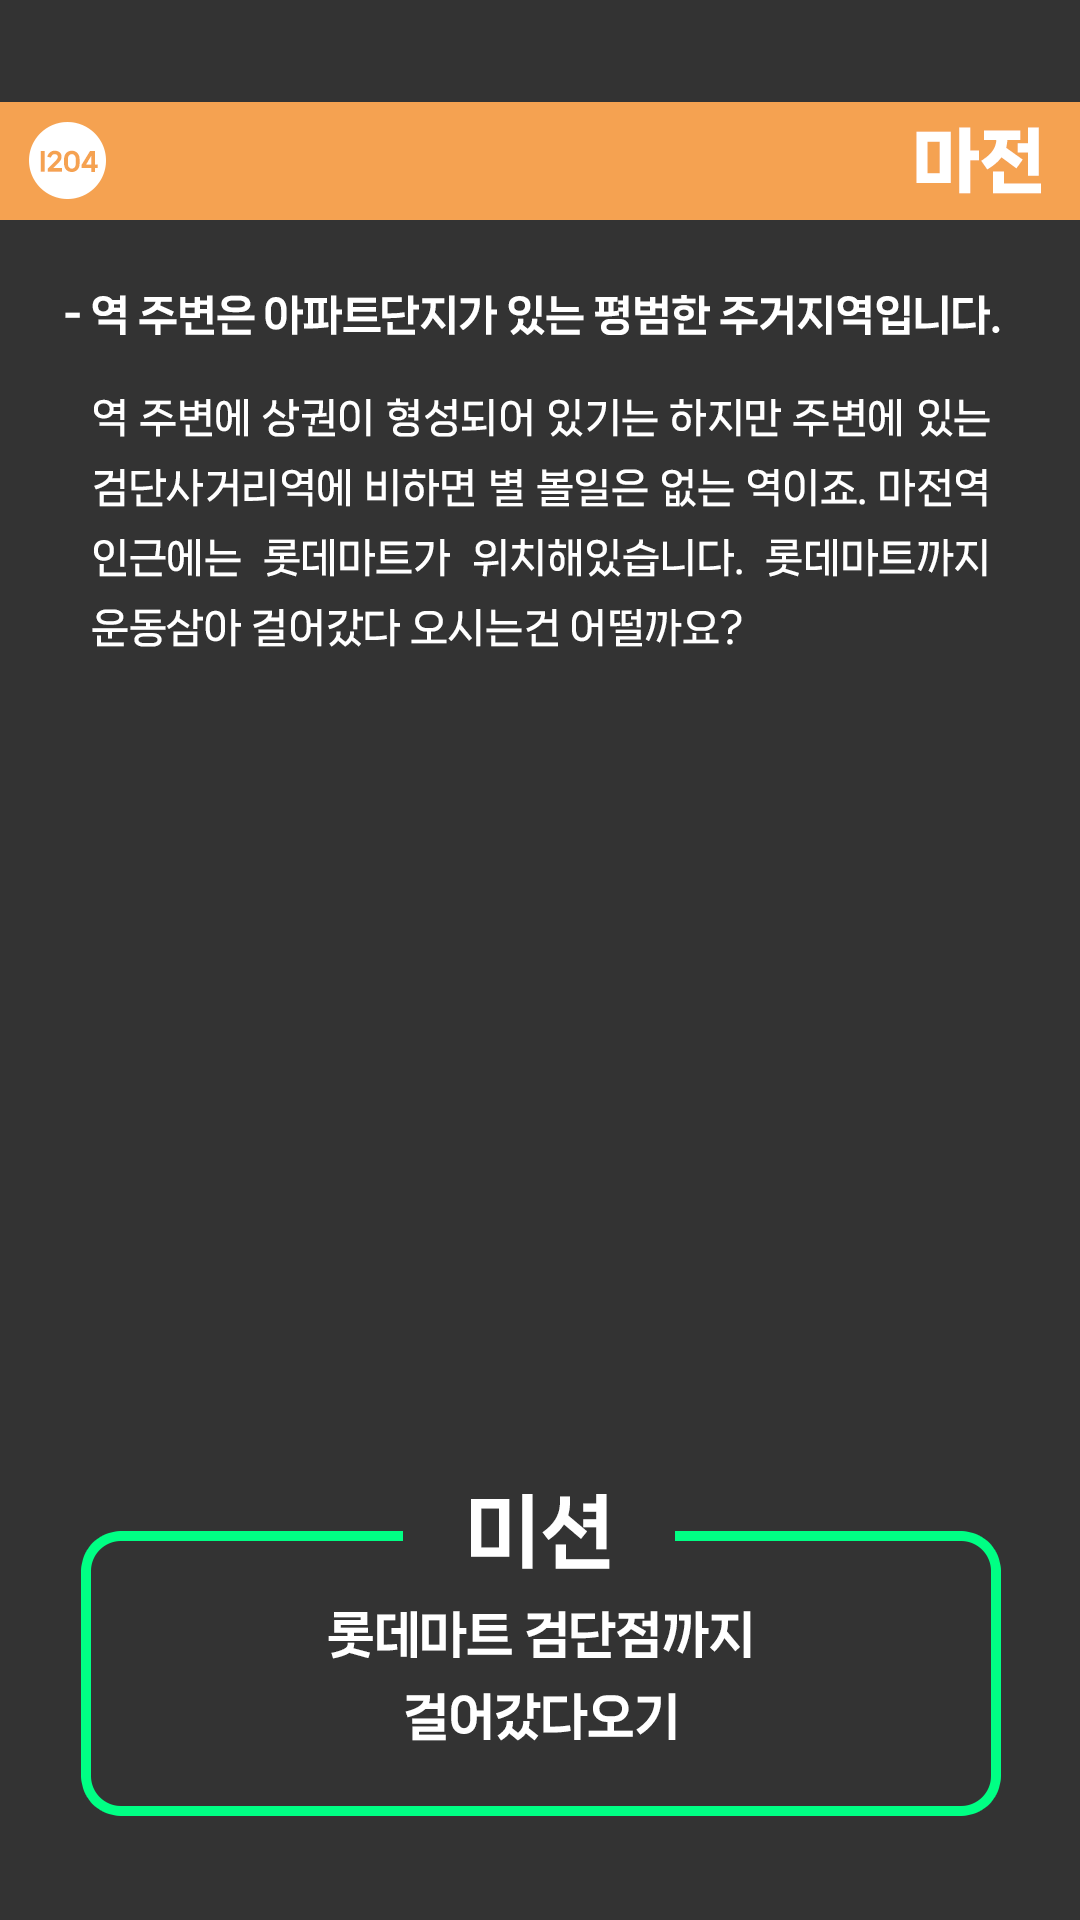 I204
마전
- 역 주변은 아파트단지가 있는 평범한 주거지역입니다.
역 주변에 상권이 형성되어 있기는 하지만 주변에 있는
검단사거리역에 비하면 별 볼일은 없는 역이죠. 마전역
인근에는 롯데마트가 위치해있습니다. 롯데마트까지
운동삼아 걸어갔다 오시는건 어떨까요?
미션
롯데마트 검단점까지
걸어갔다오기